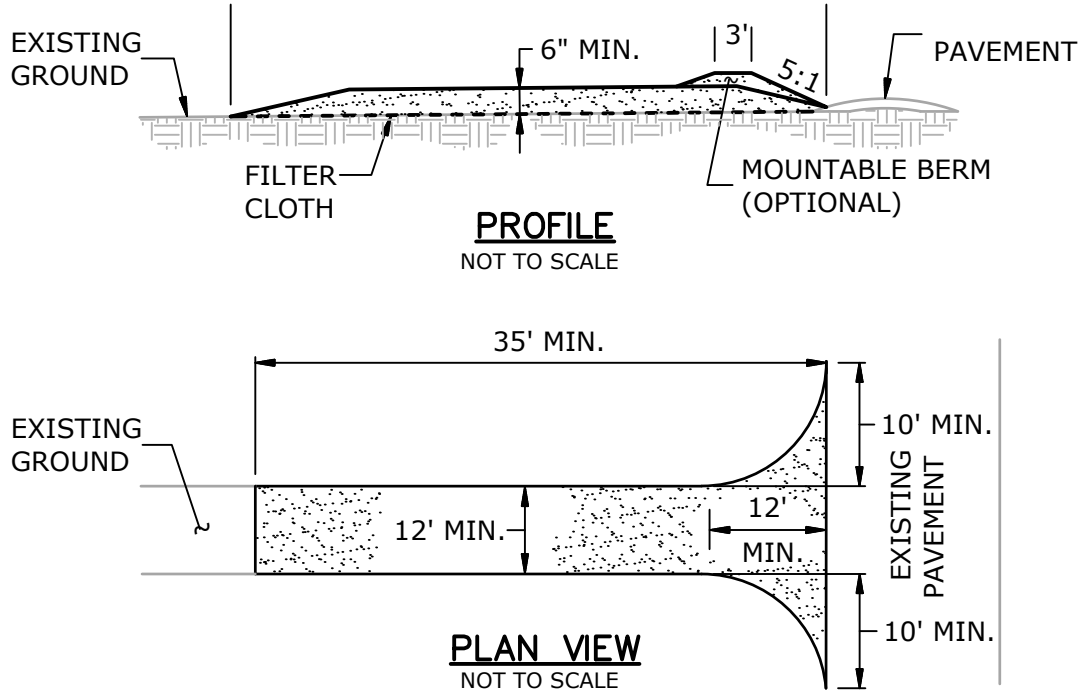 EXISTING
GROUND
6" MIN.
3'
5:1
PAVEMENT
FILTER
CLOTH
MOUNTABLE BERM
(OPTIONAL)
PROFILE
NOT TO SCALE
35' MIN.
EXISTING
GROUND
10' MIN.
12' MIN.
12'
MIN.
EXISTING
PAVEMENT
10' MIN.
PLAN VIEW
NOT TO SCALE